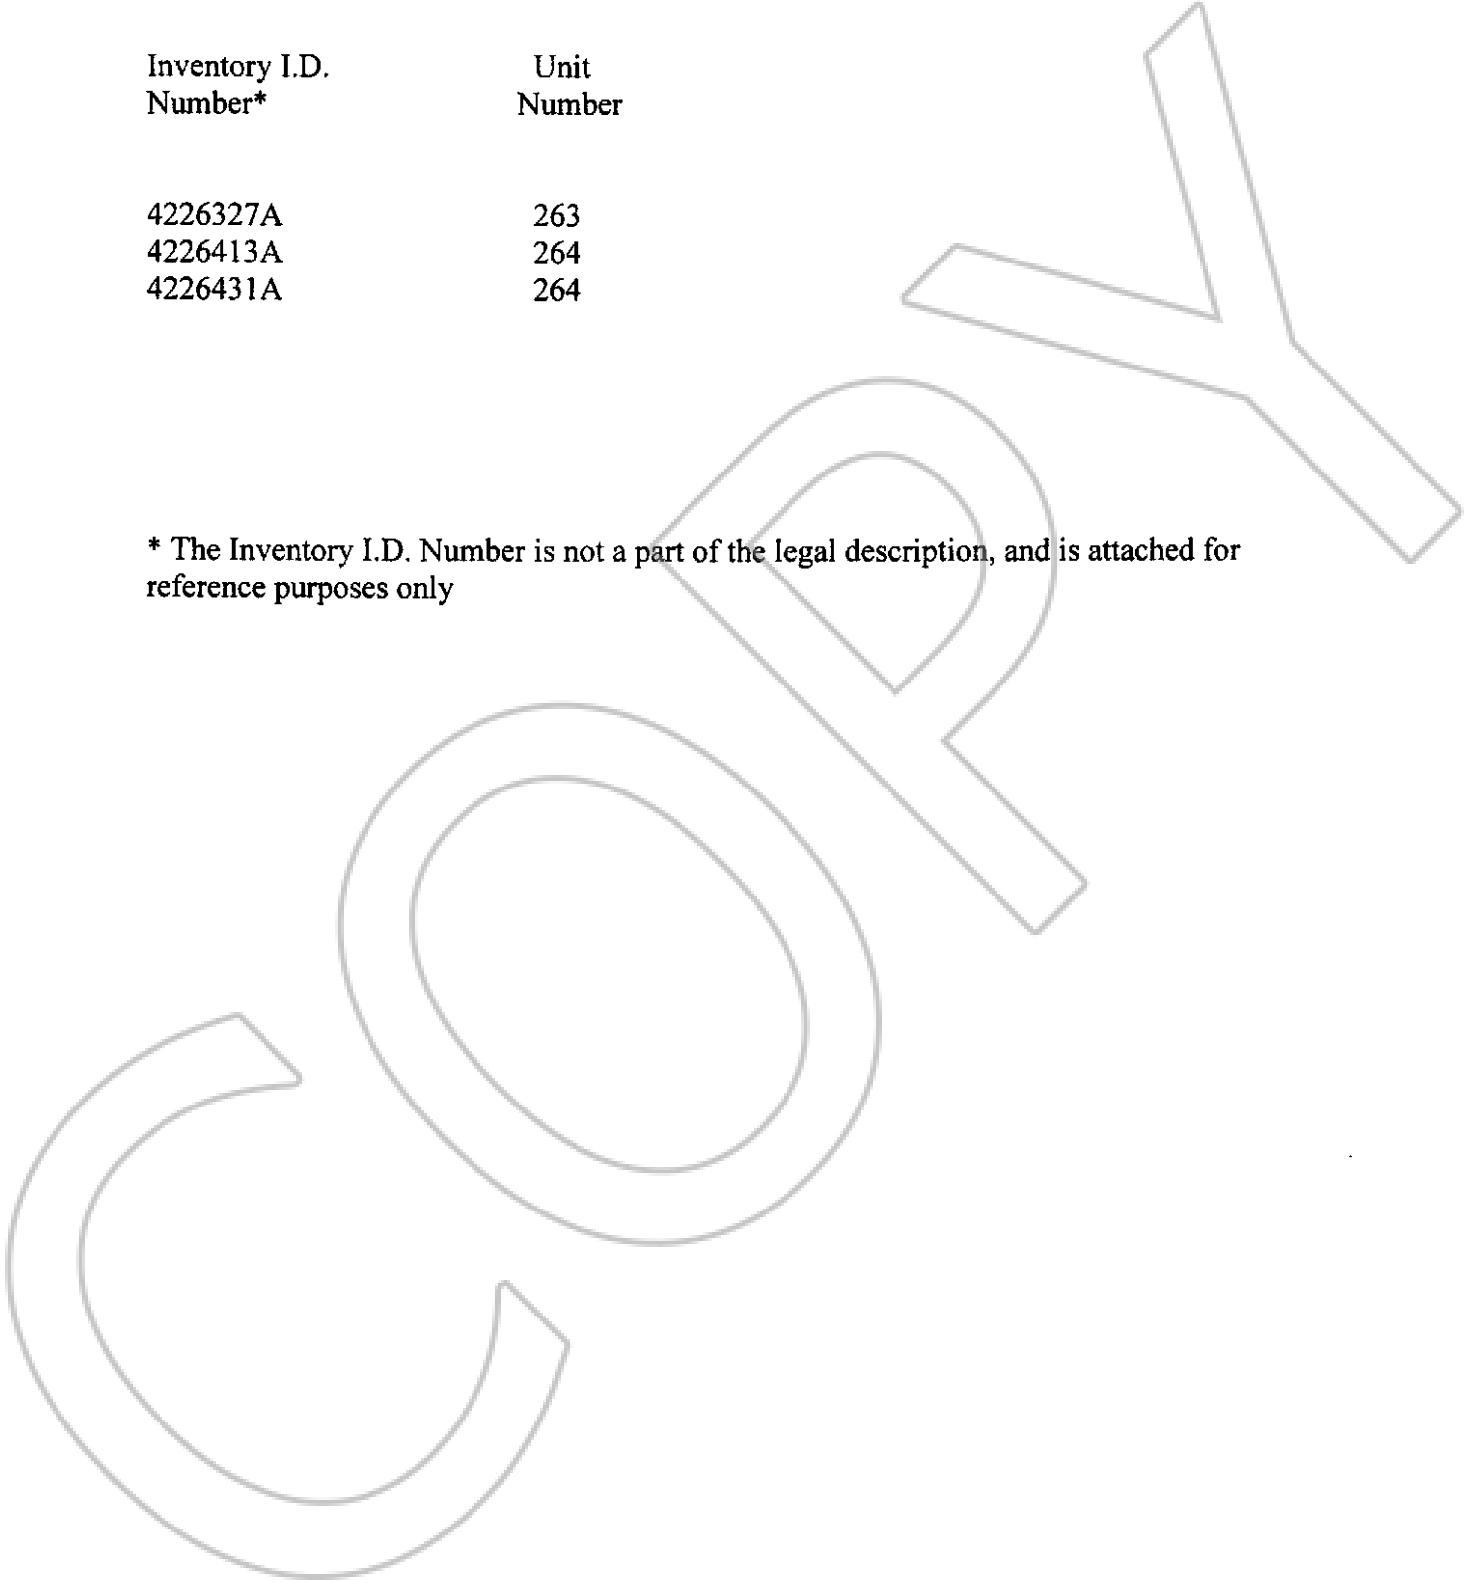 Inventory I.D. Unit
Number* Number
4226327A 263
4226413A 264
4226431A 264
* The Inventory I.D. Number is not a part of the legal description, and is attached for
reference purposes only
COPY